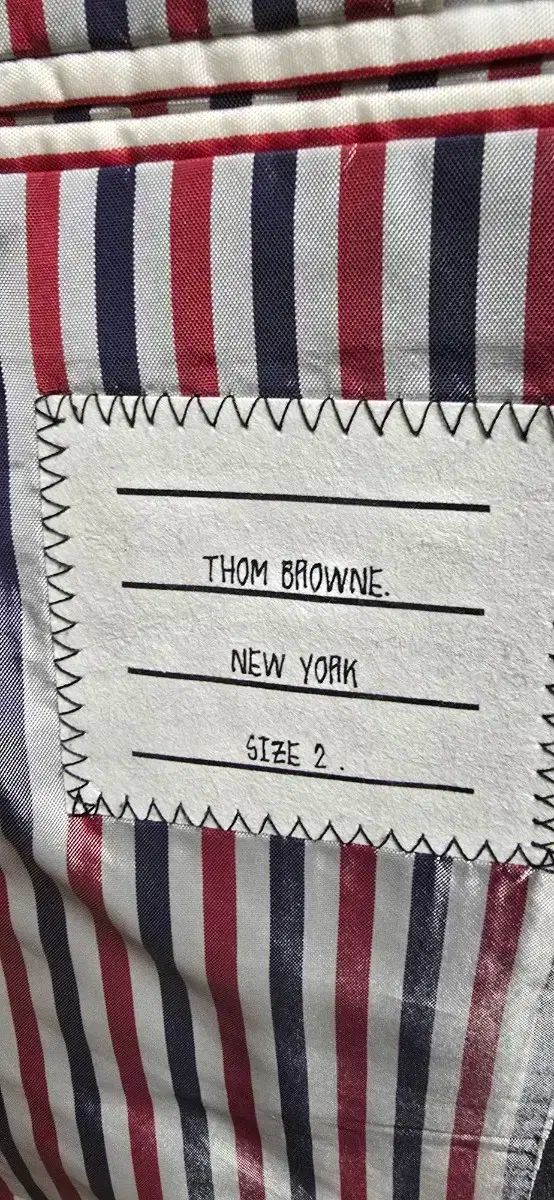 THOM BROWNE.
NEW YORK
SIZE 2.